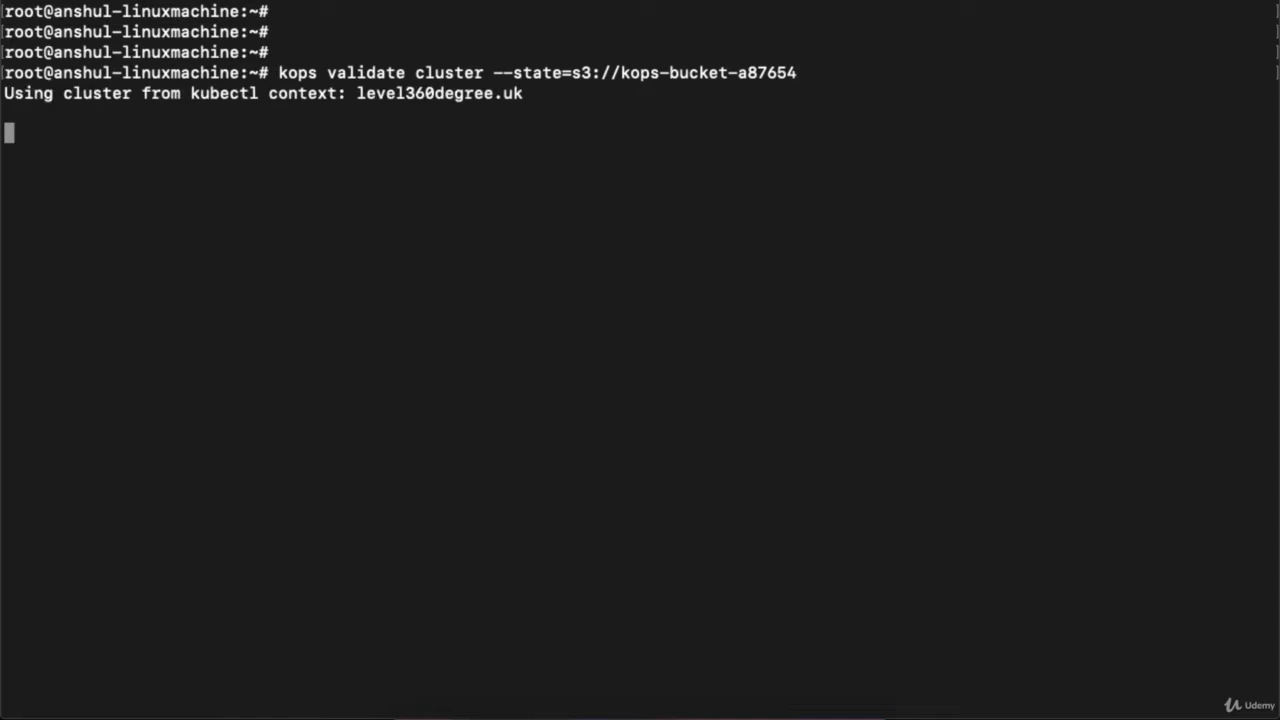 root@anshul-linuxmachine:~#
root@anshul-linuxmachine:~#
root@anshul-linuxmachine:~#
root@anshul-linuxmachine:~# kops validate cluster --state=s3://kops-bucket-a87654
Using cluster from kubectl context: level360degree.uk
Udemy